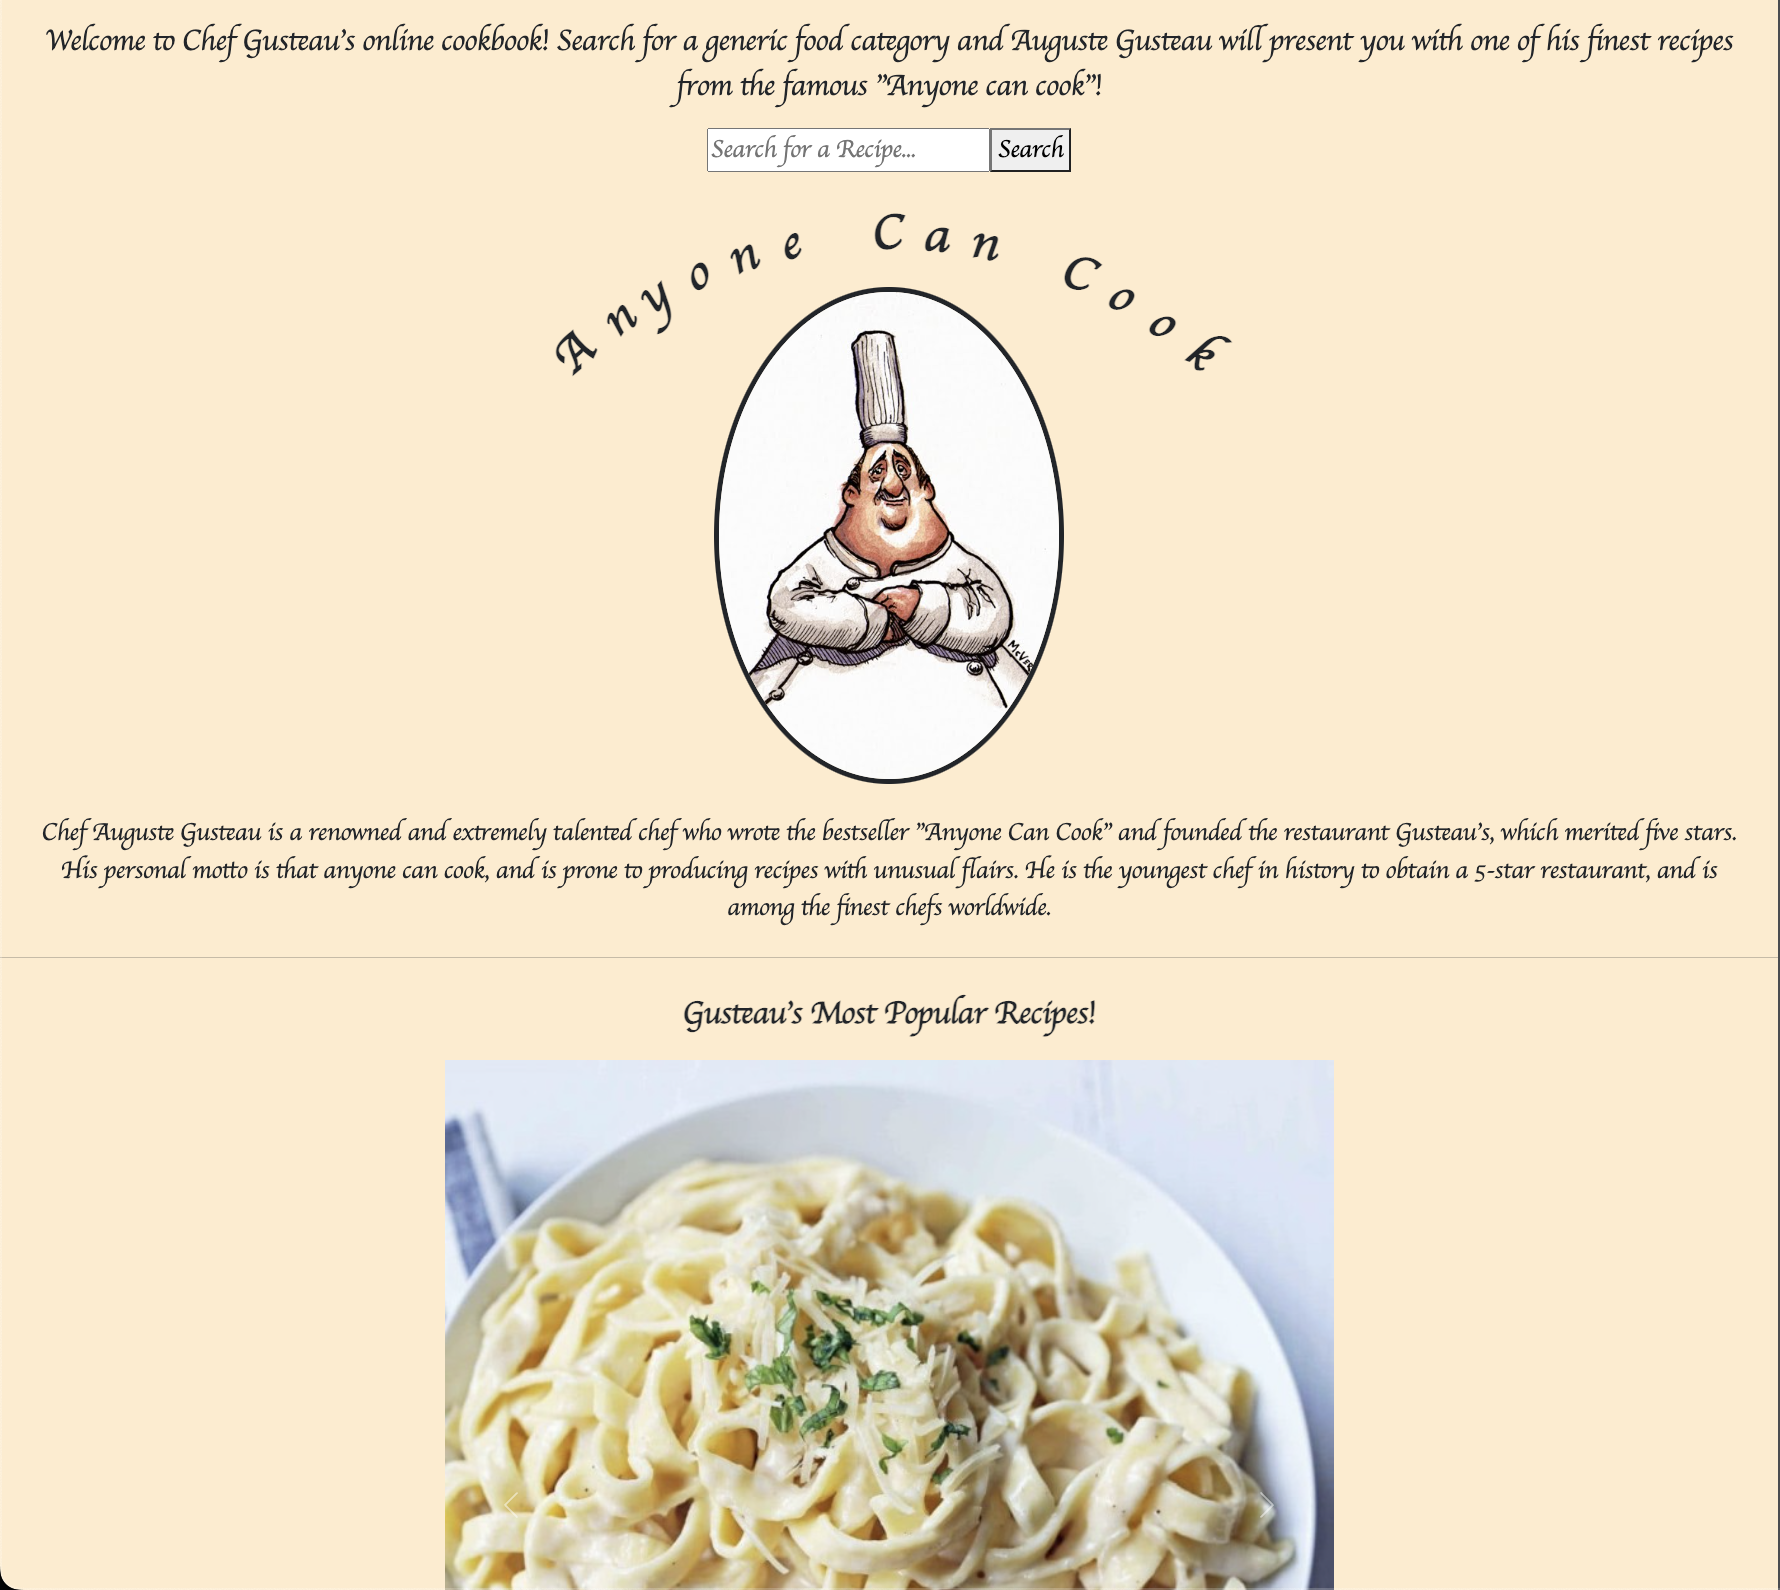 Welcome to Chef Gusteau's online cookbook! Search for a generic food category and Auguste Gusteau will present you with one of his finest recipes
from the famous "Anyone can cook"!
Search for a Recipe... Search
Anyone Can Cook
Chef Auguste Gusteau is a renowned and extremely talented chef who wrote the bestseller "Anyone Can Cook" and founded the restaurant Gusteau's, which merited five stars.
His personal motto is that anyone can cook, and is prone to producing recipes with unusual flairs. He is the youngest chef in history to obtain a 5-star restaurant, and is
among the finest chefs worldwide.
Gusteau's Most Popular Recipes!